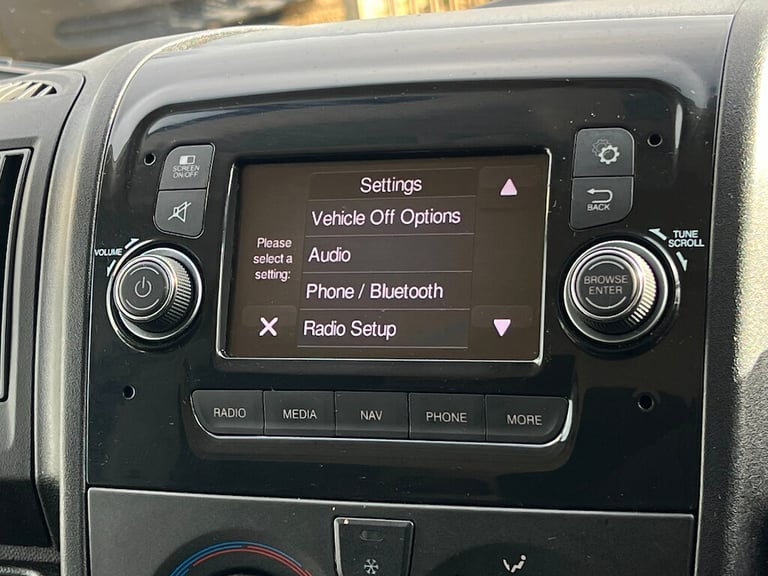 SCREEN
ON/OFF
VOLUME
Settings
Vehicle Off Options
Audio
Phone / Bluetooth
Radio Setup
Please
select a
setting:
BACK
TUNE
SCROLL
BROWSE
ENTER
RADIO
MEDIA
NAV
PHONE
MORE